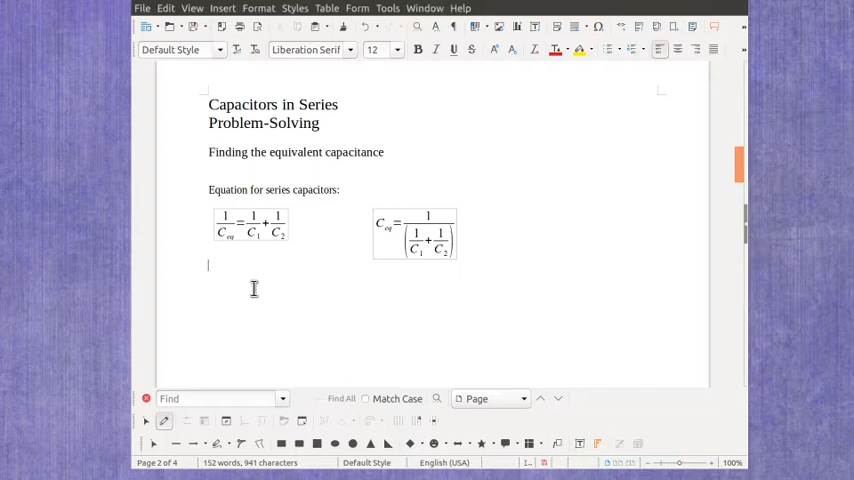 File Edit View Insert Format Styles Table Form Tools Window Help
Default Style Liberation Serif 12
Capacitors in Series
Problem-Solving
Finding the equivalent capacitance
Equation for series capacitors:
1/C_eq = 1/C_1 + 1/C_2
C_eq = 1/(1/C_1 + 1/C_2)
Find Find All Match Case Page
Page 2 of 4 152 words, 941 characters Default Style English (USA) 100%